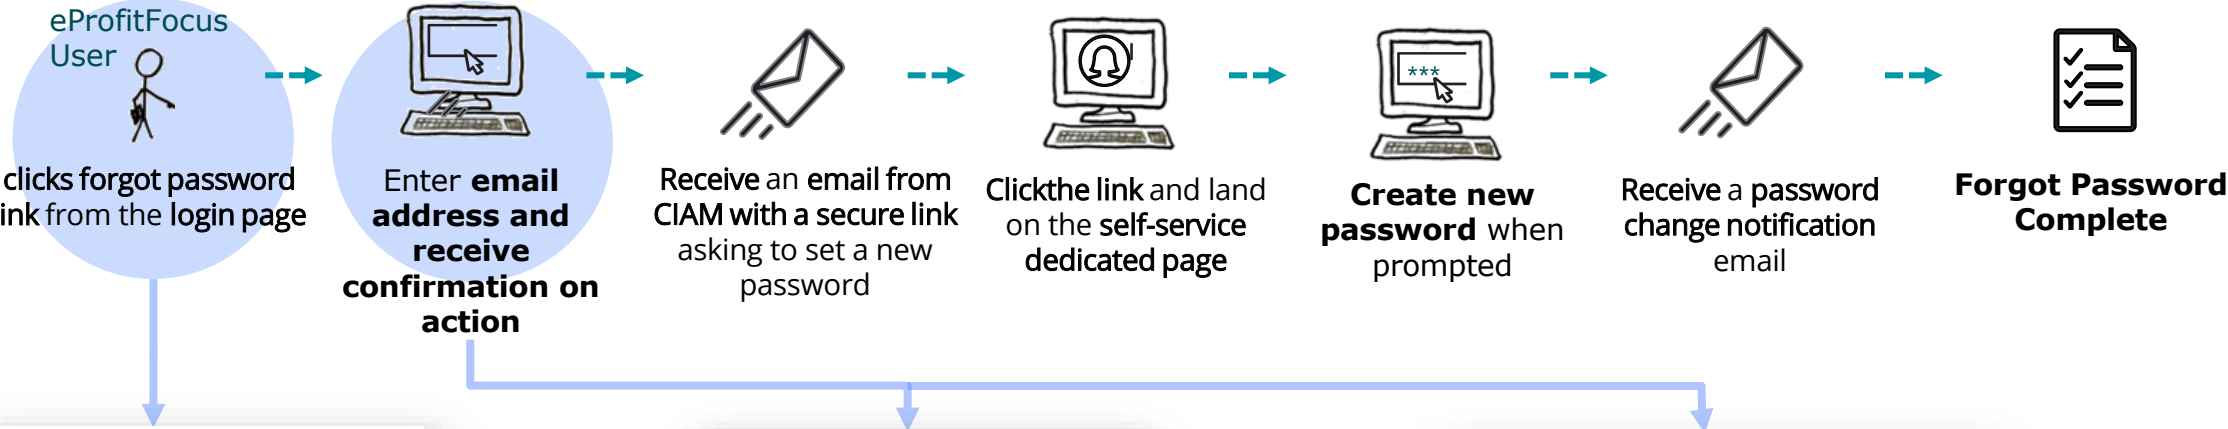 eProfitFocus
User
clicks forgot password
ink from the login page
Enter email
address and
receive
confirmation on
action
Receive an email from
CIAM with a secure link
asking to set a new
password
Clickthe link and land
on the self-service
dedicated page
***
Create new
password when
prompted
Receive a password
change notification
email
Forgot Password
Complete